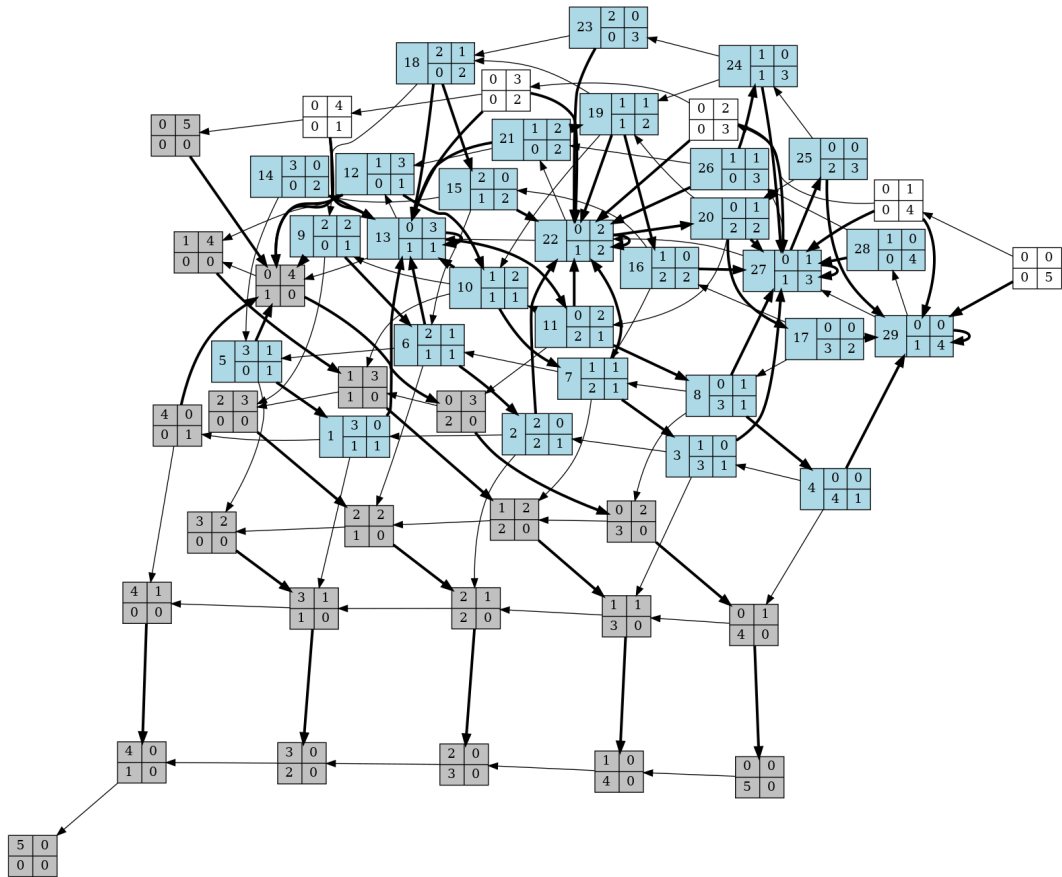 23 2 0
0 3
18 2 1
0 2
24 1 0
1 3
0 3
0 2
0 4
0 1
19 1 1
1 2
0 2
0 3
0 5
0 0
21 1 2
0 2
25 0 0
2 3
14 3 0
0 2
12 1 3
0 1
26 1 1
0 3
15 2 0
1 2
0 1
0 4
20 0 1
2 2
9 2 2
0 1
13 0 3
1 1
22 0 2
1 2
28 1 0
0 4
1 4
0 0
16 1 0
2 2
27 0 1
1 3
0 0
0 5
0 4
1 0
10 1 2
1 1
11 0 2
2 1
17 0 0
3 2
29 0 0
1 4
6 2 1
1 1
5 3 1
0 1
7 1 1
2 1
1 3
1 0
8 0 1
3 1
2 3
0 0
0 3
2 0
4 0
0 1
1 3 0
1 1
2 2 0
2 1
3 1 0
3 1
4 0 0
4 1
3 2
0 0
2 2
1 0
1 2
2 0
0 2
3 0
4 1
0 0
3 1
1 0
2 1
2 0
1 1
3 0
0 1
4 0
4 0
1 0
3 0
2 0
2 0
3 0
1 0
4 0
0 0
5 0
5 0
0 0